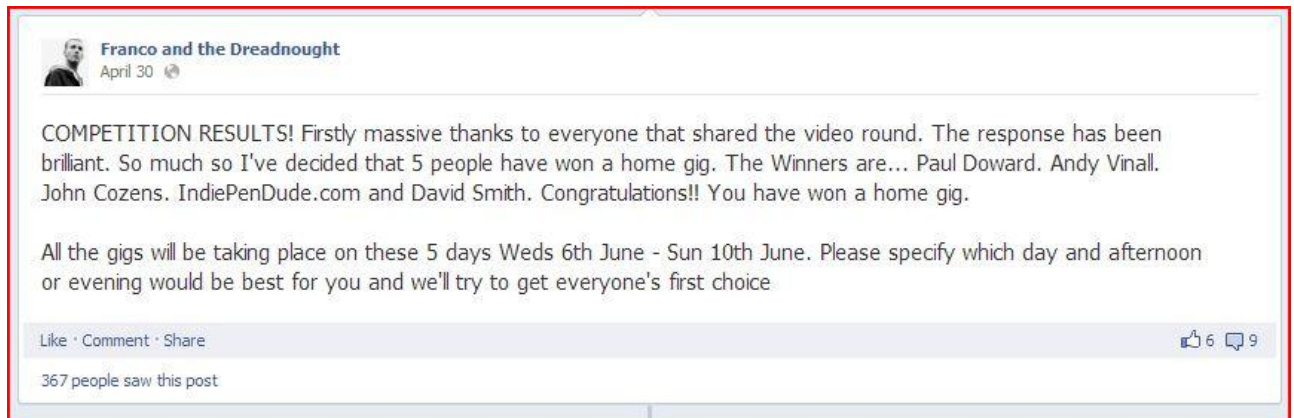 Franco and the Dreadnought
April 30
COMPETITION RESULTS! Firstly massive thanks to everyone that shared the video round. The response has been
brilliant. So much so I've decided that 5 people have won a home gig. The Winners are... Paul Doward. Andy Vinall.
John Cozens. IndiePenDude.com and David Smith. Congratulations!! You have won a home gig.
All the gigs will be taking place on these 5 days Weds 6th June - Sun 10th June. Please specify which day and afternoon
or evening would be best for you and we'll try to get everyone's first choice
Like · Comment · Share 6 9
367 people saw this post